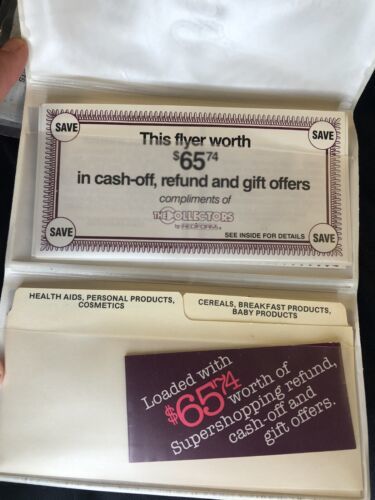 SAVE
SAVE
This flyer worth
$65 74
in cash-off, refund and gift offers
compliments of
THE COLLECTORS
by REDIFORM®
SEE INSIDE FOR DETAILS
SAVE
SAVE
HEALTH AIDS, PERSONAL PRODUCTS,
COSMETICS
CEREALS, BREAKFAST PRODUCTS,
BABY PRODUCTS
Loaded with
$65 74 worth of
Supershopping refund,
cash-off and
gift offers.